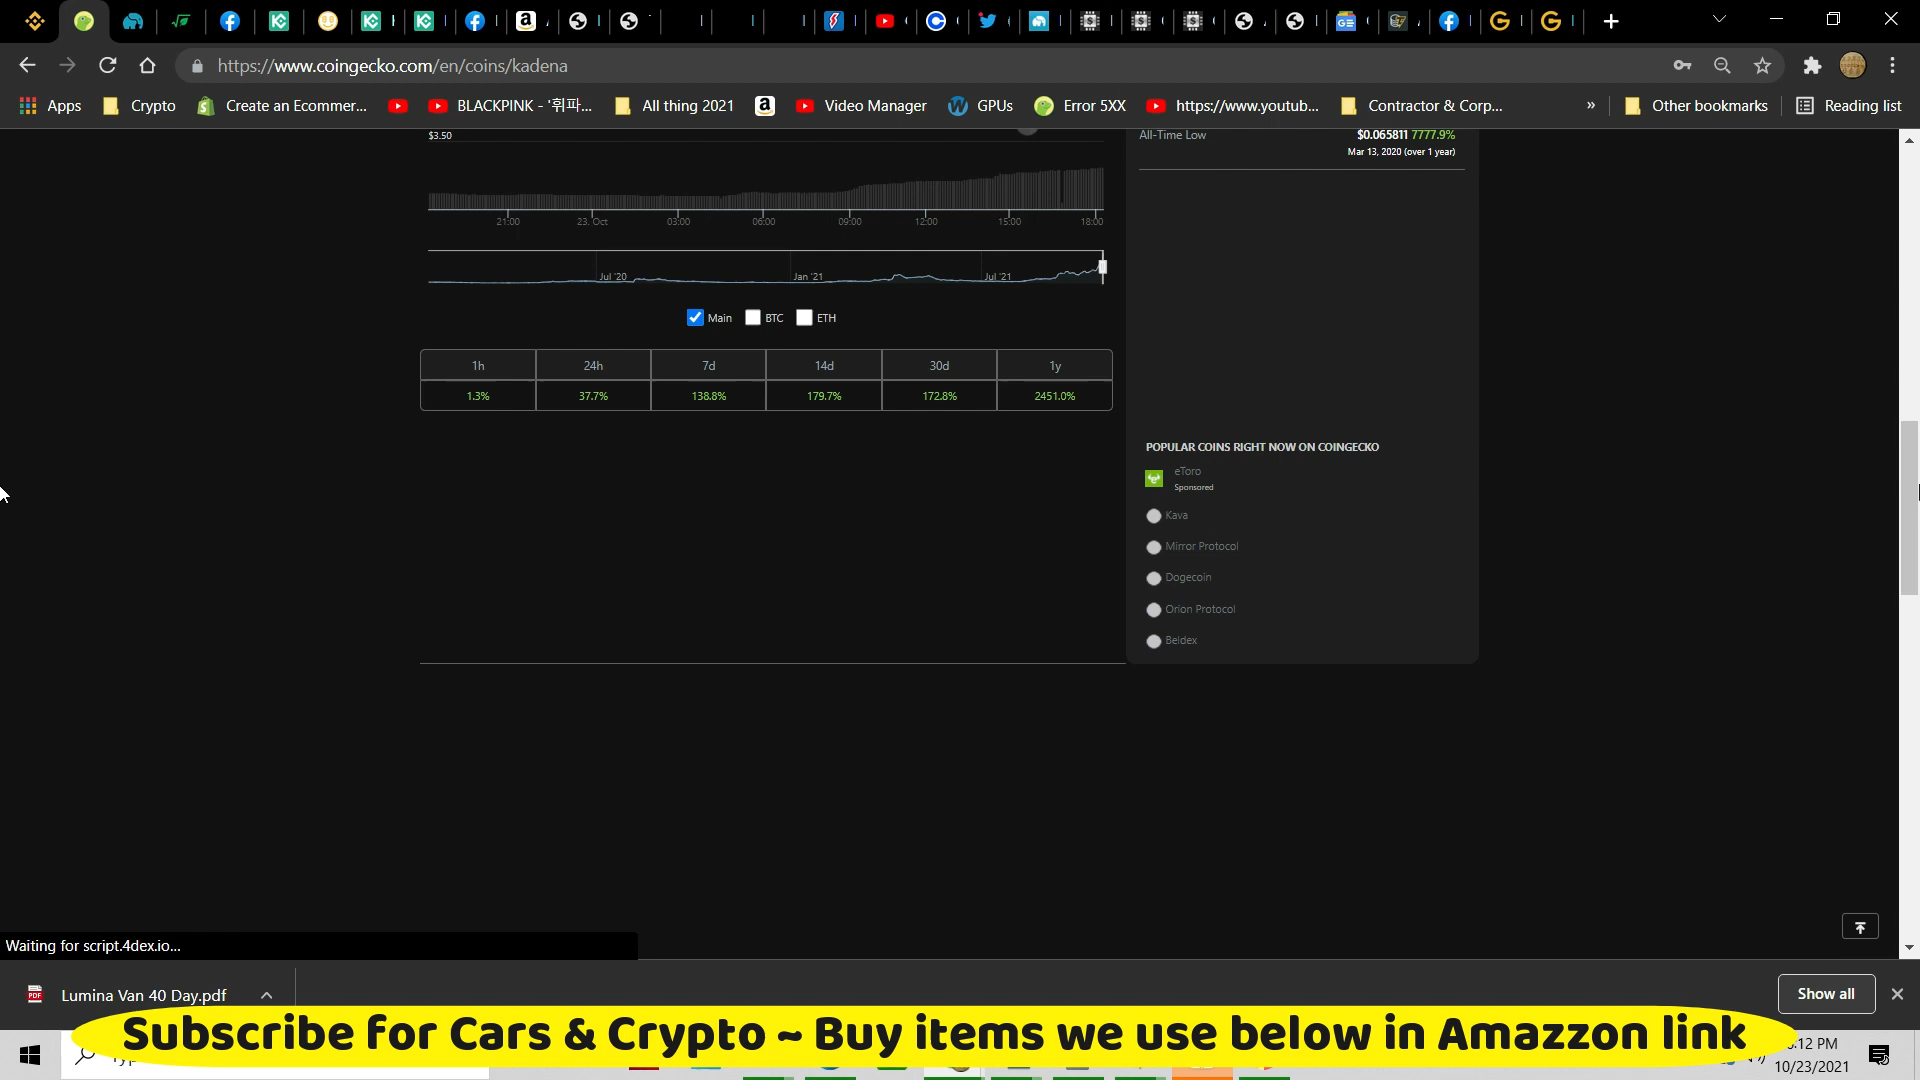 https://www.coingecko.com/en/coins/kadena
Apps
Crypto
Create an Ecommer...
BLACKPINK - '휘파...
All thing 2021
Video Manager
GPUs
Error 5XX
https://www.youtub...
Contractor & Corp...
»
Other bookmarks
Reading list
$3.50
All-Time Low
$0.065811 7777.9%
Mar 13, 2020 (over 1 year)
21:00 23. Oct 03:00 06:00 09:00 12:00 15:00 18:00
Jul '20 Jan '21 Jul '21
Main BTC ETH
1h 24h 7d 14d 30d 1y
1.3% 37.7% 138.8% 179.7% 172.8% 2451.0%
POPULAR COINS RIGHT NOW ON COINGECKO
eToro
Sponsored
Kava
Mirror Protocol
Dogecoin
Orion Protocol
Beldex
Waiting for script.4dex.io...
Lumina Van 40 Day.pdf
Show all
Subscribe for Cars & Crypto ~ Buy items we use below in Amazzon link
:12 PM
10/23/2021